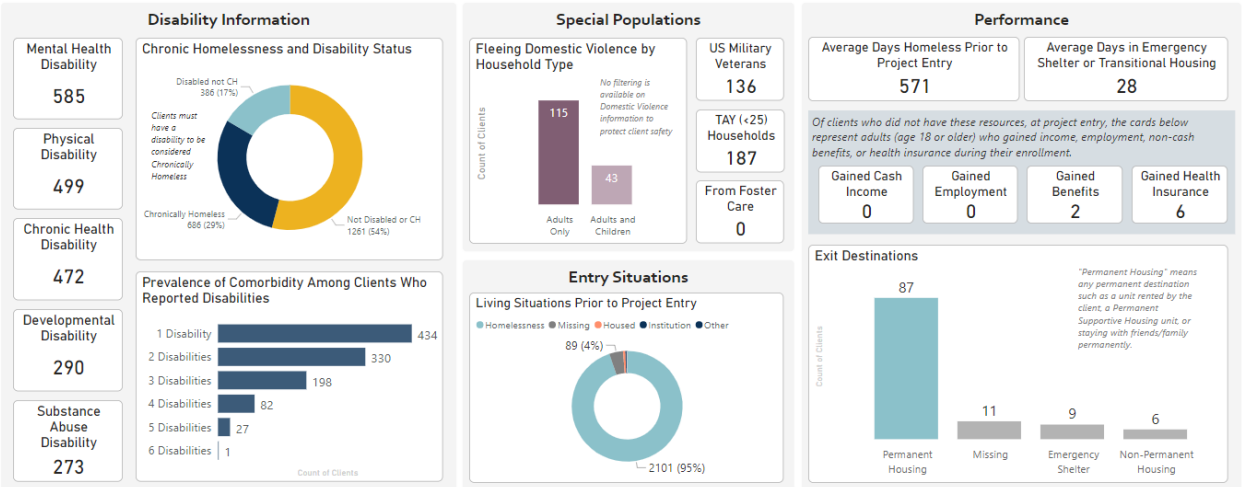 Disability Information
Mental Health
Disability
585
Physical
Disability
499
Chronic Health
Disability
472
Developmental
Disability
290
Substance
Abuse
Disability
273
Chronic Homelessness and Disability Status
Disabled not CH
386 (17%)
Clients must
have a
disability to be
considered
Chronically
Homeless
Chronically Homeless
686 (29%)
Not Disabled or CH
1261 (54%)
Prevalence of Comorbidity Among Clients Who
Reported Disabilities
1 Disability 434
2 Disabilities 330
3 Disabilities 198
4 Disabilities 82
5 Disabilities 27
6 Disabilities 1
Count of Clients
Special Populations
Fleeing Domestic Violence by
Household Type
No filtering is
available on
Domestic Violence
information to
protect client safety
Count of Clients
115
43
Adults
Only
Adults and
Children
US Military
Veterans
136
TAY (<25)
Households
187
From Foster
Care
0
Entry Situations
Living Situations Prior to Project Entry
Homelessness Missing Housed Institution Other
89 (4%)
2101 (95%)
Performance
Average Days Homeless Prior to
Project Entry
571
Average Days in Emergency
Shelter or Transitional Housing
28
Of clients who did not have these resources, at project entry, the cards below
represent adults (age 18 or older) who gained income, employment, non-cash
benefits, or health insurance during their enrollment.
Gained Cash
Income
0
Gained
Employment
0
Gained
Benefits
2
Gained Health
Insurance
6
Exit Destinations
"Permanent Housing" means
any permanent destination
such as a unit rented by the
client, a Permanent
Supportive Housing unit, or
staying with friends/family
permanently.
Count of Clients
87
11
9
6
Permanent
Housing
Missing
Emergency
Shelter
Non-Permanent
Housing